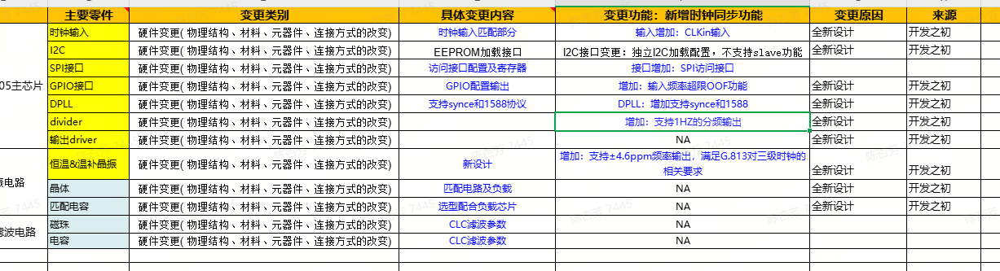 主要零件 变更类别 具体变更内容 变更功能：新增时钟同步功能 变更原因 来源
时钟输入 硬件变更( 物理结构、材料、元器件、连接方式的改变) 时钟输入匹配部分 输入增加：CLKin输入 全新设计 开发之初
I2C 硬件变更( 物理结构、材料、元器件、连接方式的改变) EEPROM加载接口 I2C接口变更：独立I2C加载配置，不支持slave功能 全新设计 开发之初
SPI接口 硬件变更( 物理结构、材料、元器件、连接方式的改变) 访问接口配置及寄存器 接口增加：SPI访问接口
05主芯片 GPIO接口 硬件变更( 物理结构、材料、元器件、连接方式的改变) GPIO配置输出 增加：输入频率超限OOF功能 全新设计 开发之初
DPLL 硬件变更( 物理结构、材料、元器件、连接方式的改变) 支持synce和1588协议 DPLL：增加支持synce和1588 全新设计 开发之初
divider 硬件变更( 物理结构、材料、元器件、连接方式的改变) 增加：支持1HZ的分频输出 全新设计 开发之初
输出driver 硬件变更( 物理结构、材料、元器件、连接方式的改变) NA 全新设计 开发之初
恒温&温补晶振 硬件变更( 物理结构、材料、元器件、连接方式的改变) 新设计 增加：支持±4.6ppm频率输出，满足G.813对三级时钟的
相关要求 全新设计 开发之初
电路
晶体 硬件变更( 物理结构、材料、元器件、连接方式的改变) 匹配电路及负载 NA 全新设计 开发之初
匹配电容 硬件变更( 物理结构、材料、元器件、连接方式的改变) 选型配合负载芯片 NA 全新设计 开发之初
磁珠 硬件变更( 物理结构、材料、元器件、连接方式的改变) CLC滤波参数 NA
波电路
电容 硬件变更( 物理结构、材料、元器件、连接方式的改变) CLC滤波参数 NA